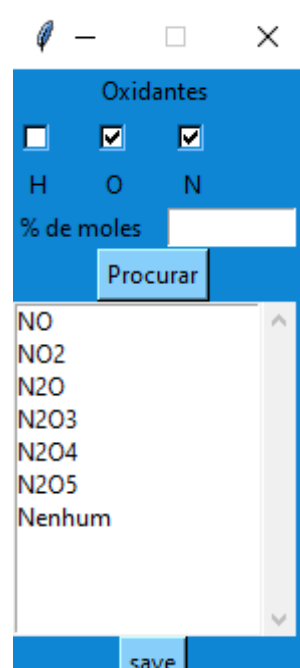 Oxidantes
H O N
% de moles
Procurar
NO
NO2
N2O
N2O3
N2O4
N2O5
Nenhum
save